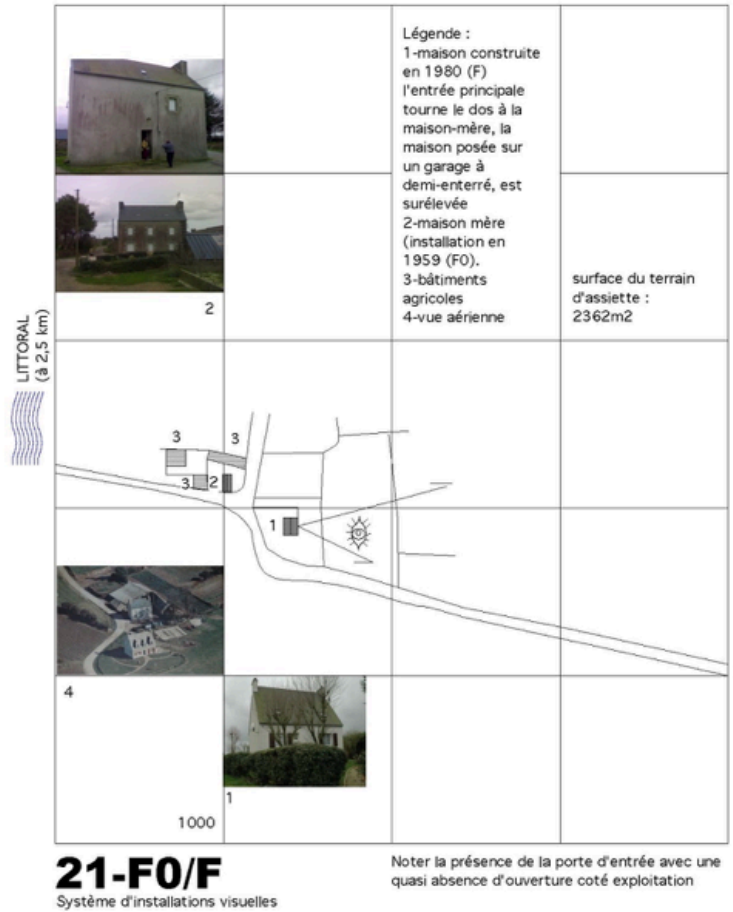 Légende :
1-maison construite
en 1980 (F)
l'entrée principale
tourne le dos à la
maison-mère, la
maison posée sur
un garage à
demi-enterré, est
surélevée
2-maison mère
(installation en
1959 (F0).
3-bâtiments
agricoles
4-vue aérienne
surface du terrain
d'assiette :
2362m2
2
LITTORAL
(à 2,5 km)
3
3
3
2
1
4
1
1000
21-F0/F
Système d'installations visuelles
Noter la présence de la porte d'entrée avec une
quasi absence d'ouverture coté exploitation